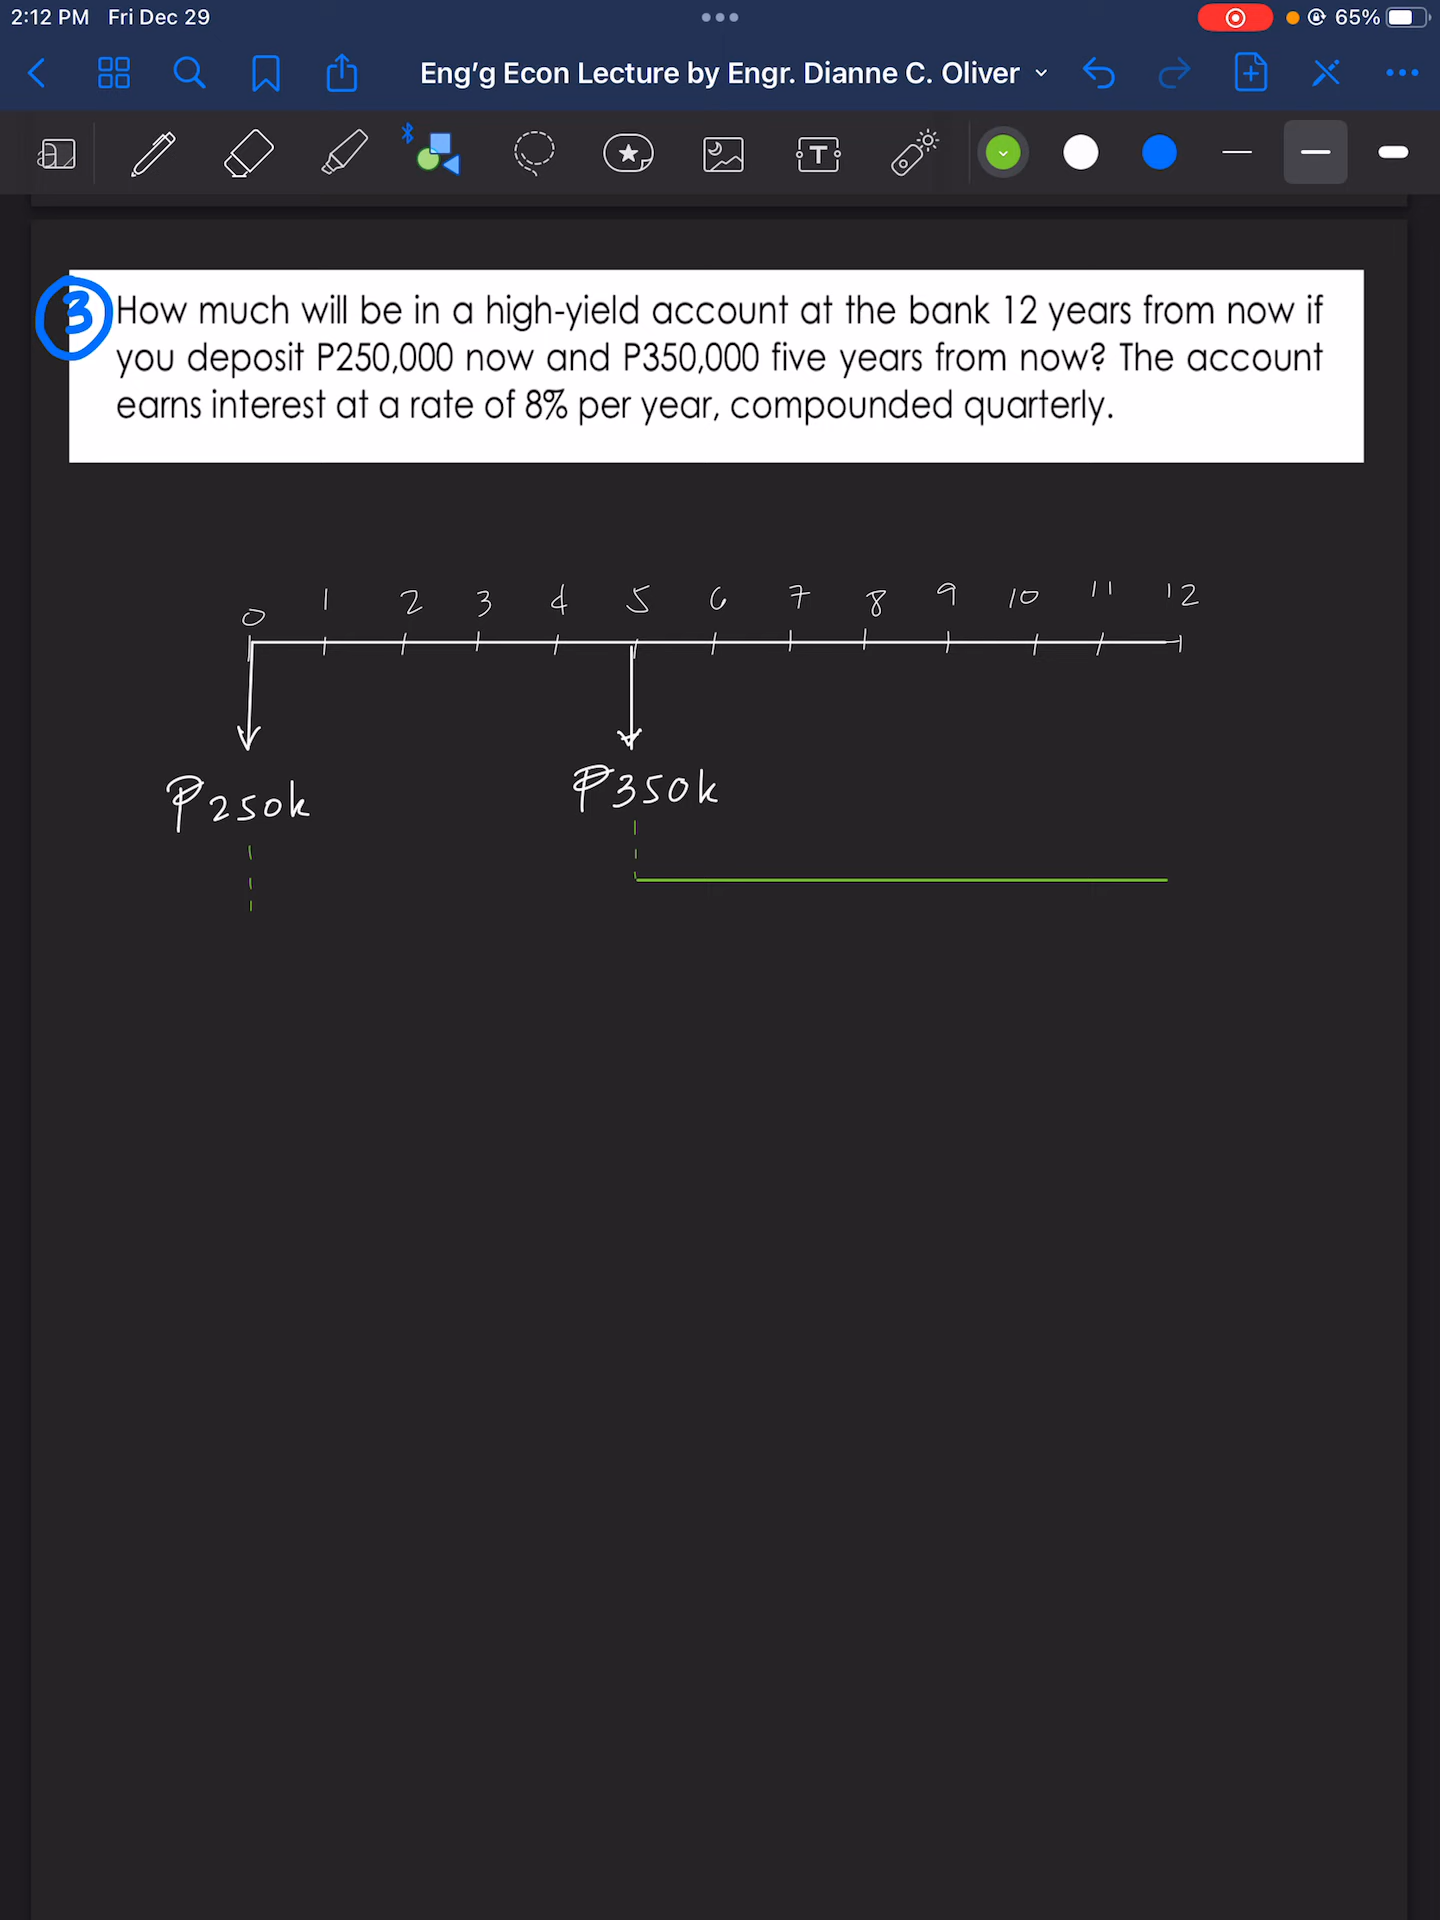 2:12 PM Fri Dec 29
65%
Eng'g Econ Lecture by Engr. Dianne C. Oliver
T
3
How much will be in a high-yield account at the bank 12 years from now if
you deposit P250,000 now and P350,000 five years from now? The account
earns interest at a rate of 8% per year, compounded quarterly.
0 1 2 3 4 5 6 7 8 9 10 11 12
₱250k ₱350k